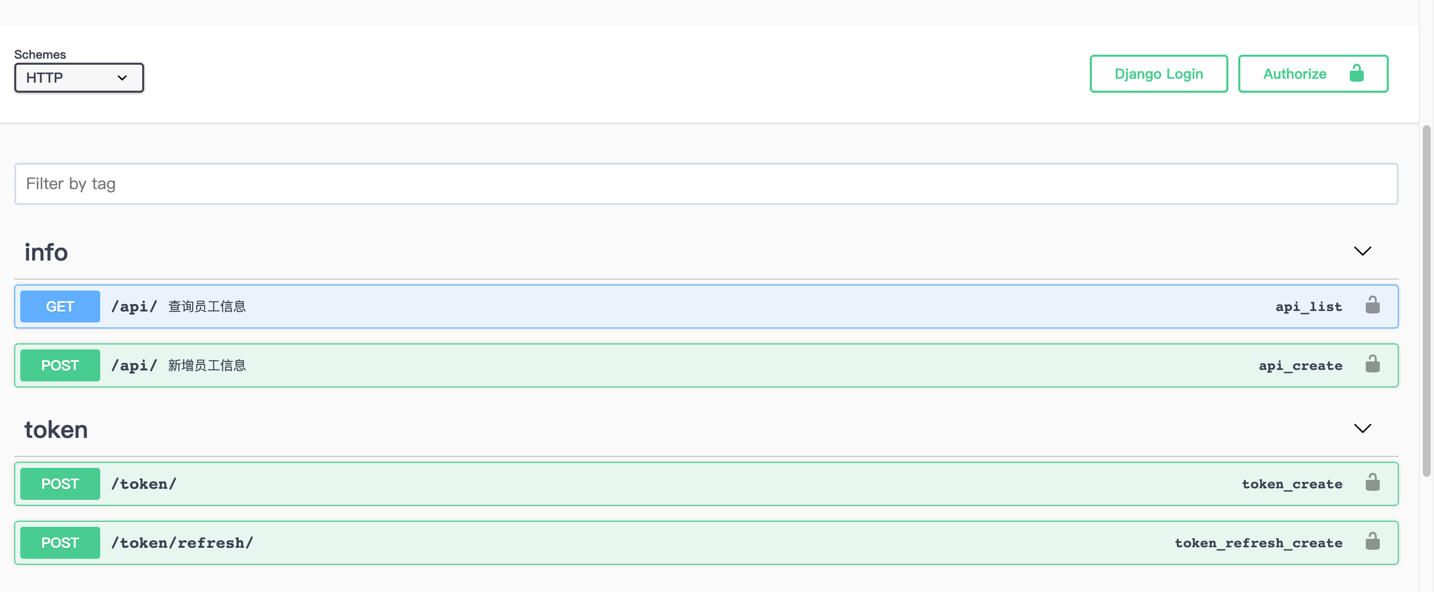 Schemes
HTTP
Django Login
Authorize
Filter by tag
info
GET /api/ 查询员工信息 api_list
POST /api/ 新增员工信息 api_create
token
POST /token/ token_create
POST /token/refresh/ token_refresh_create